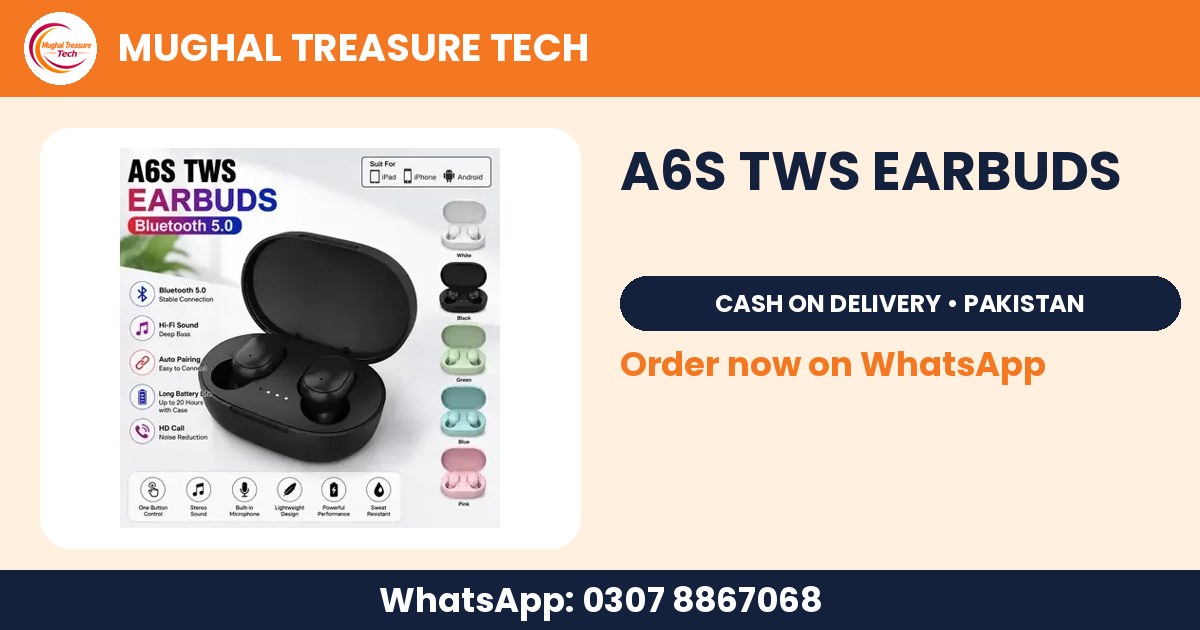 Mughal Treasure
Tech
MUGHAL TREASURE TECH
A6S TWS
EARBUDS
Bluetooth 5.0
Suit For
iPad
iPhone
Android
White
Black
Green
Blue
Pink
Bluetooth 5.0
Stable Connection
Hi-Fi Sound
Deep Bass
Auto Pairing
Easy to Connect
Long Battery Life
Up to 20 Hours
with Case
HD Call
Noise Reduction
One Button
Control
Stereo
Sound
Built-in
Microphone
Lightweight
Design
Powerful
Performance
Sweat
Resistant
A6S TWS EARBUDS
CASH ON DELIVERY • PAKISTAN
Order now on WhatsApp
WhatsApp: 0307 8867068